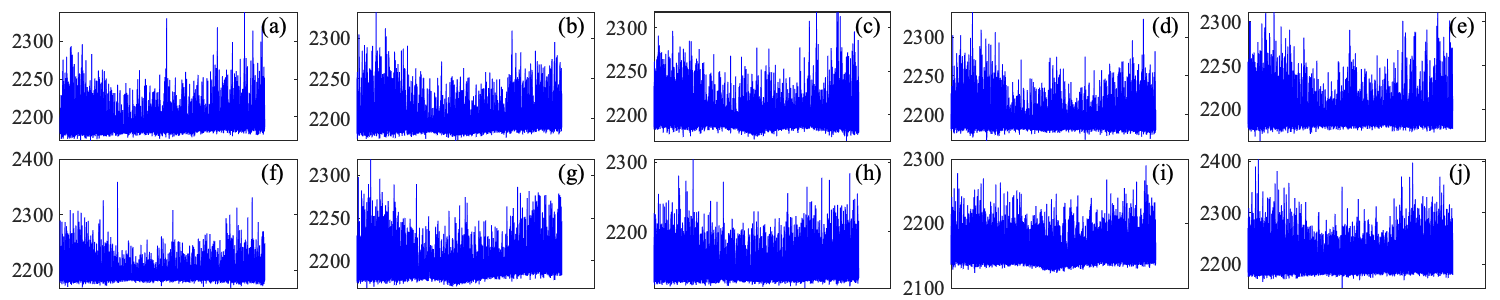 (a) (b) (c) (d) (e)
2300 2300 2300 2300 2300
2250 2250 2250 2250 2250
2200 2200 2200 2200 2200
(f) (g) (h) (i) (j)
2400 2300 2300 2300 2400
2300 2250 2200 2200 2300
2200 2200 2100 2200